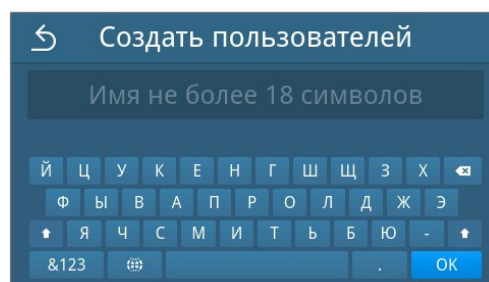 Создать пользователей
Имя не более 18 символов
Й Ц У К Е Н Г Ш Щ З Х
Ф Ы В А П Р О Л Д Ж Э
Я Ч С М И Т Ь Б Ю -
&123 . OK